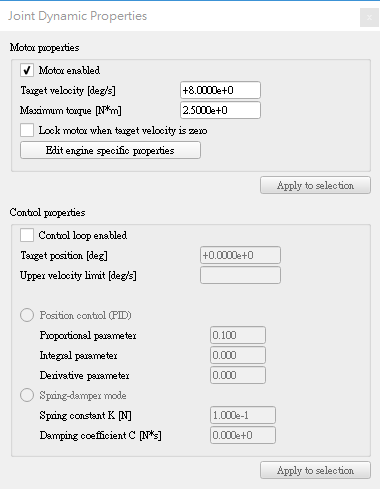 Joint Dynamic Properties
x
Motor properties
Motor enabled
Target velocity [deg/s] +8.0000e+0
Maximum torque [N*m] 2.5000e+0
Lock motor when target velocity is zero
Edit engine specific properties
Apply to selection
Control properties
Control loop enabled
Target position [deg] +0.0000e+0
Upper velocity limit [deg/s]
Position control (PID)
Proportional parameter 0.100
Integral parameter 0.000
Derivative parameter 0.000
Spring-damper mode
Spring constant K [N] 1.000e-1
Damping coefficient C [N*s] 0.000e+0
Apply to selection